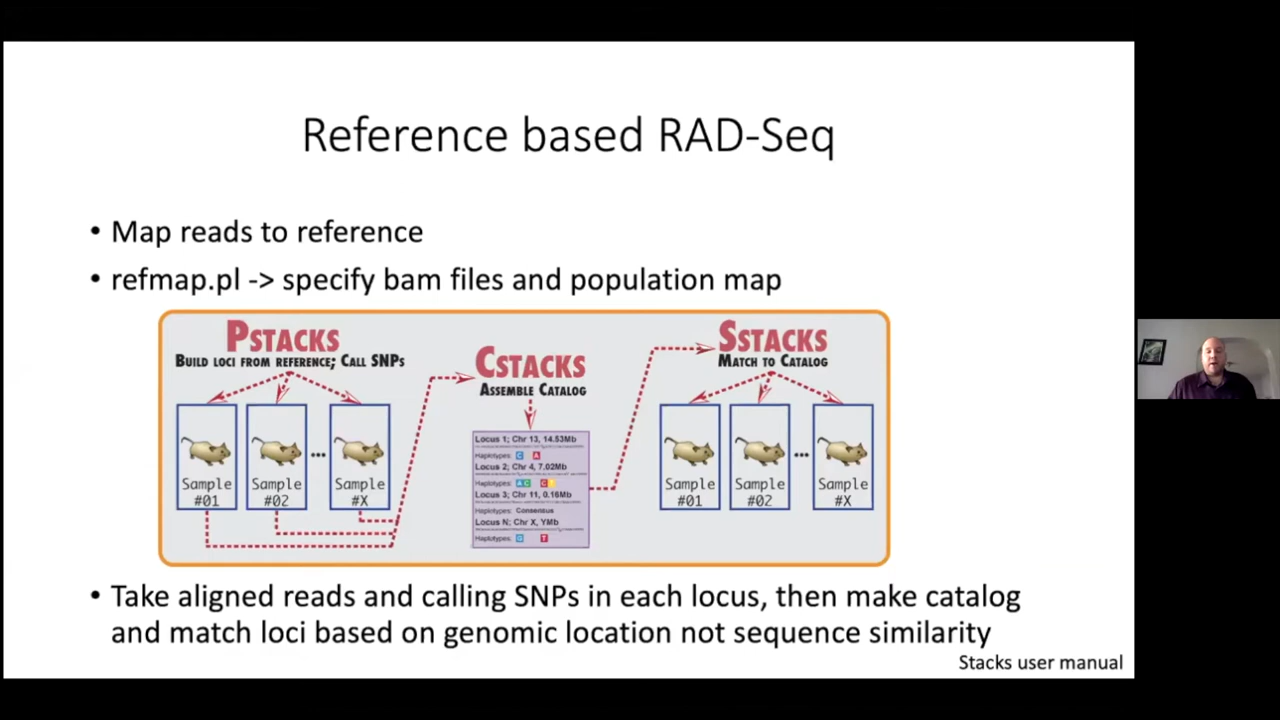 Reference based RAD-Seq
• Map reads to reference
• refmap.pl -> specify bam files and population map
PSTACKS
BUILD LOCI FROM REFERENCE; CALL SNPS
Sample #01
Sample #02
...
Sample #X
CSTACKS
ASSEMBLE CATALOG
Locus 1; Chr 13, 14.53Mb
Haplotypes: C A
Locus 2; Chr 4, 7.02Mb
Haplotypes: AC C
Locus 3; Chr 11, 0.16Mb
Haplotypes: Consensus
Locus N; Chr X, YMb
Haplotypes: G T
SSTACKS
MATCH TO CATALOG
Sample #01
Sample #02
...
Sample #X
• Take aligned reads and calling SNPs in each locus, then make catalog
and match loci based on genomic location not sequence similarity
Stacks user manual